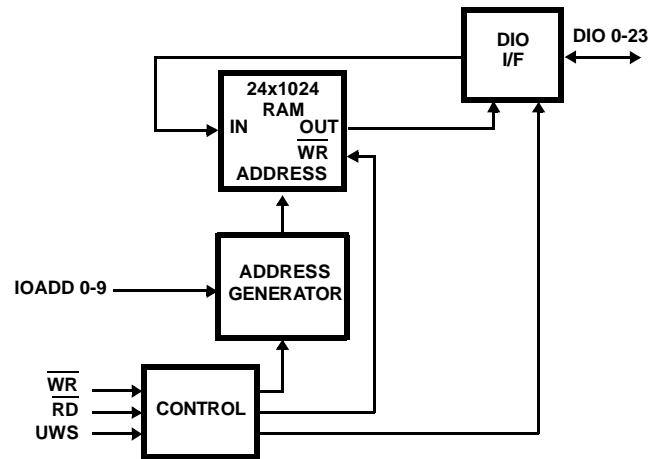 DIO
I/F
DIO 0-23
24x1024
RAM
IN OUT
WR
ADDRESS
ADDRESS
GENERATOR
IOADD 0-9
WR
RD
UWS
CONTROL